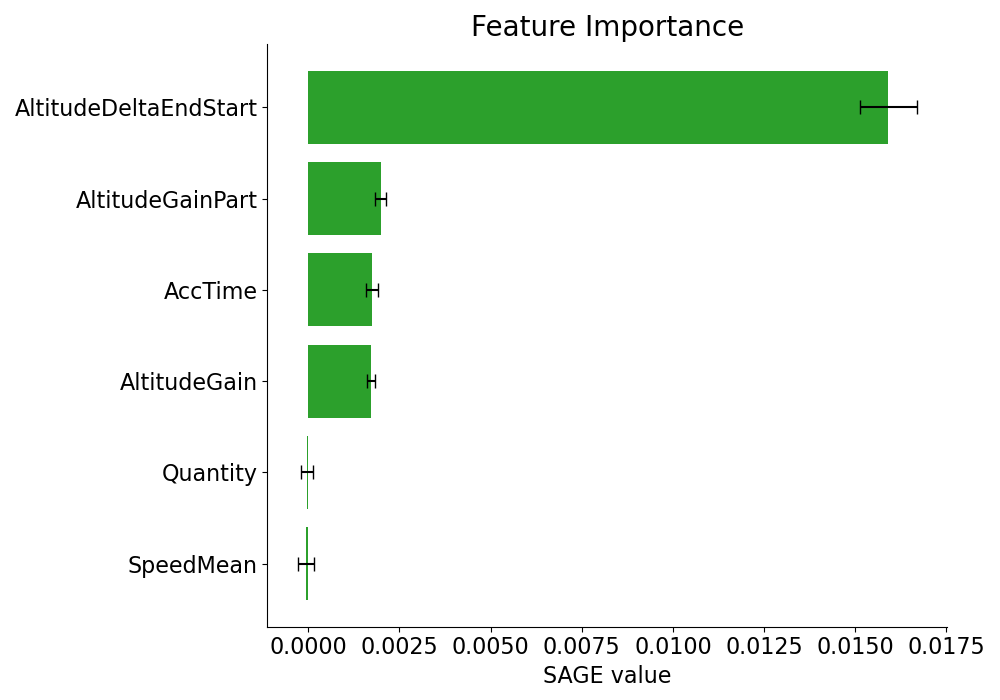 Feature Importance
AltitudeDeltaEndStart
AltitudeGainPart
AccTime
AltitudeGain
Quantity
SpeedMean
0.0000 0.0025 0.0050 0.0075 0.0100 0.0125 0.0150 0.0175
SAGE value